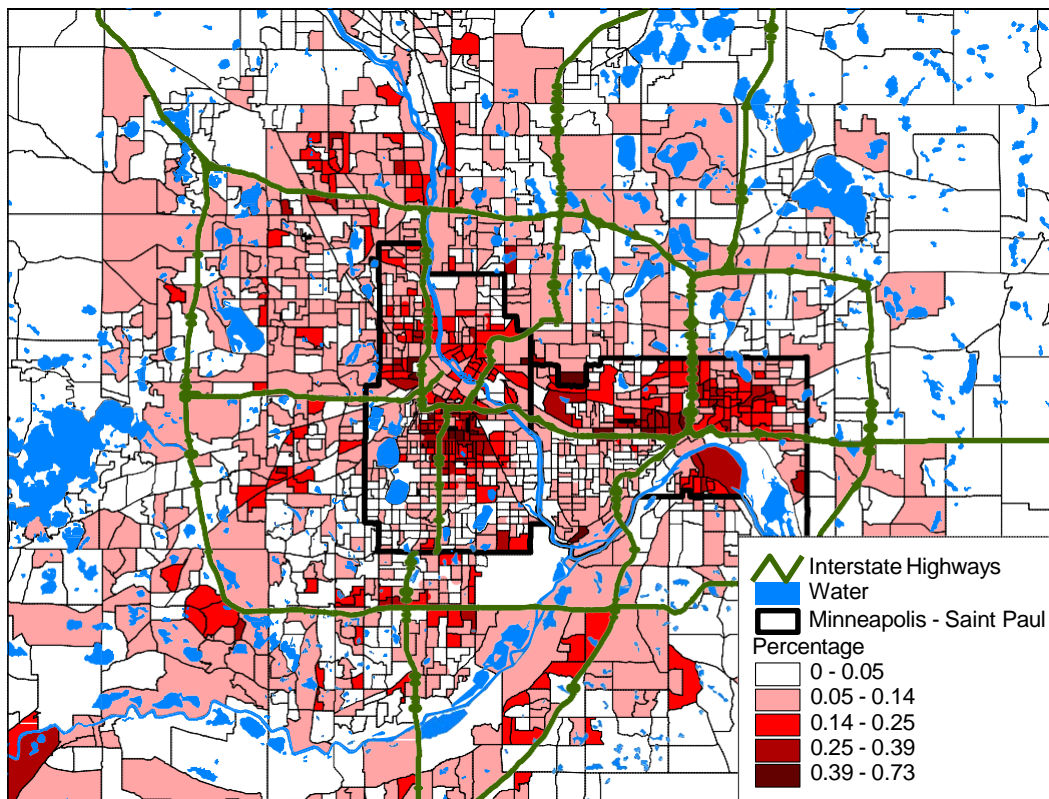 Interstate Highways
Water
Minneapolis - Saint Paul
Percentage
0 - 0.05
0.05 - 0.14
0.14 - 0.25
0.25 - 0.39
0.39 - 0.73